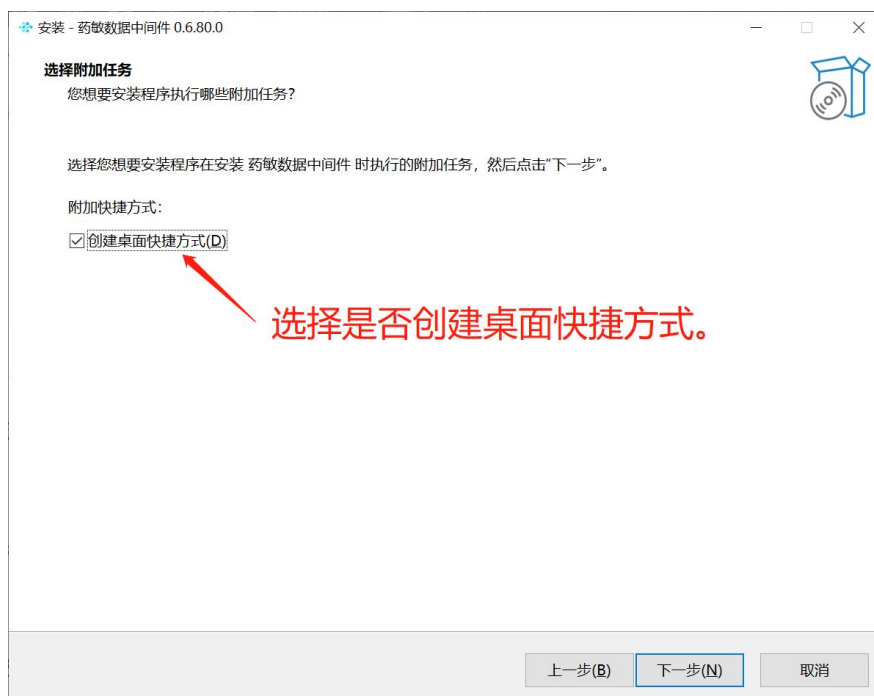 安装 - 药敏数据中间件 0.6.80.0
选择附加任务
您想要安装程序执行哪些附加任务？
选择您想要安装程序在安装 药敏数据中间件 时执行的附加任务，然后点击“下一步”。
附加快捷方式：
创建桌面快捷方式(D)
选择是否创建桌面快捷方式。
上一步(B) 下一步(N) 取消